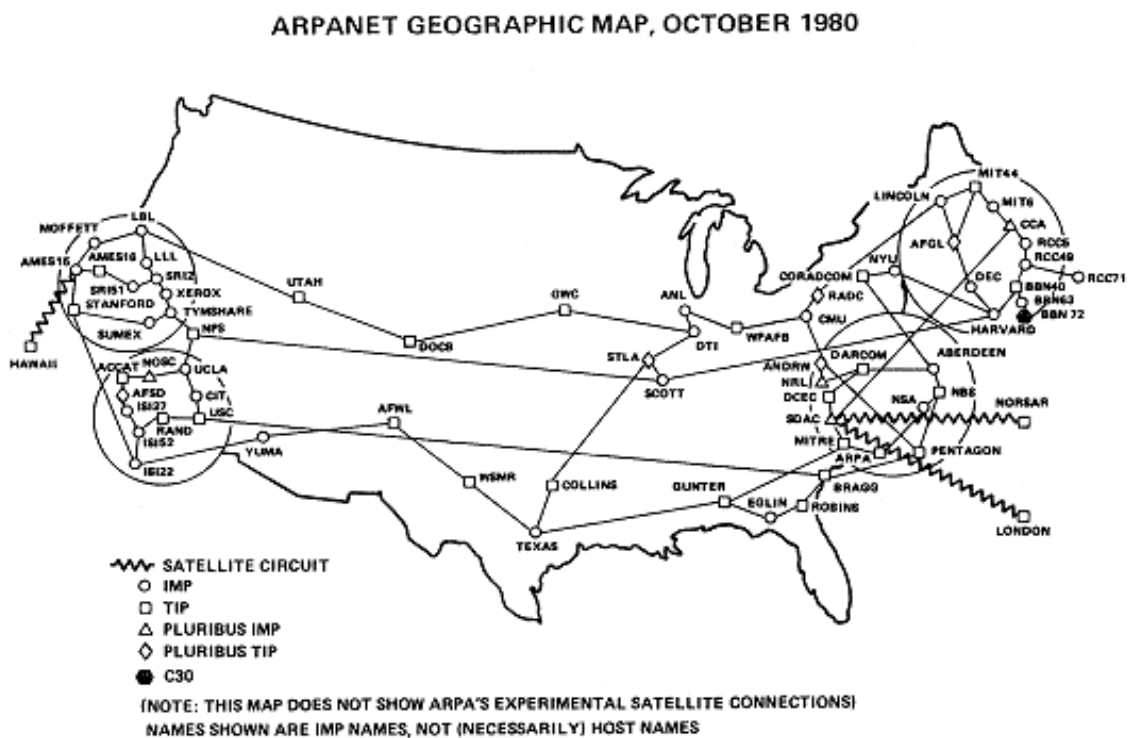 ARPANET GEOGRAPHIC MAP, OCTOBER 1980
MIT44
LINCOLN
MIT6
CCA
LBL
MOFFETT
AFGL
RCC5
RCC49
AMES15
AMES16
LLL
NYU
SRI2
CORADCOM
DEC
RCC71
UTAH
SRI51
XEROX
BBN40
STANFORD
GWC
ANL
RADC
BBN63
TYMSHARE
BBN 72
SUMEX
NPS
CMU
HARVARD
WPAFB
HAWAII
DOCB
DTI
STLA
DARCOM
ABERDEEN
ACCAT
NOSC
UCLA
ANDRW
SCOTT
NRL
AFSD
CIT
DCEC
NSA
NBS
ISI27
NORSAR
AFWL
USC
SDAC
RAND
ISI52
MITRE
YUMA
ARPA
PENTAGON
ISI22
WSMR
COLLINS
GUNTER
BRAGG
EGLIN
ROBINS
LONDON
TEXAS
SATELLITE CIRCUIT
IMP
TIP
PLURIBUS IMP
PLURIBUS TIP
C30
(NOTE: THIS MAP DOES NOT SHOW ARPA'S EXPERIMENTAL SATELLITE CONNECTIONS)
NAMES SHOWN ARE IMP NAMES, NOT (NECESSARILY) HOST NAMES